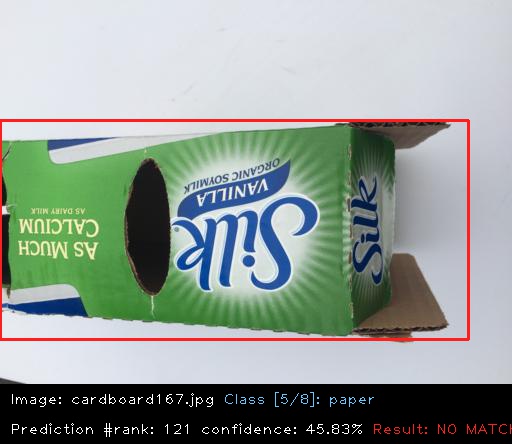 Silk
VANILLA
ORGANIC SOYMILK
Silk
AS MUCH
CALCIUM
AS DAIRY MILK
Image: cardboard167.jpg Class [5/8]: paper
Prediction #rank: 121 confidence: 45.83% Result: NO MATCH